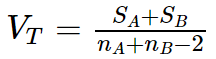 $V_T = \frac{S_A + S_B}{n_A + n_B - 2}$